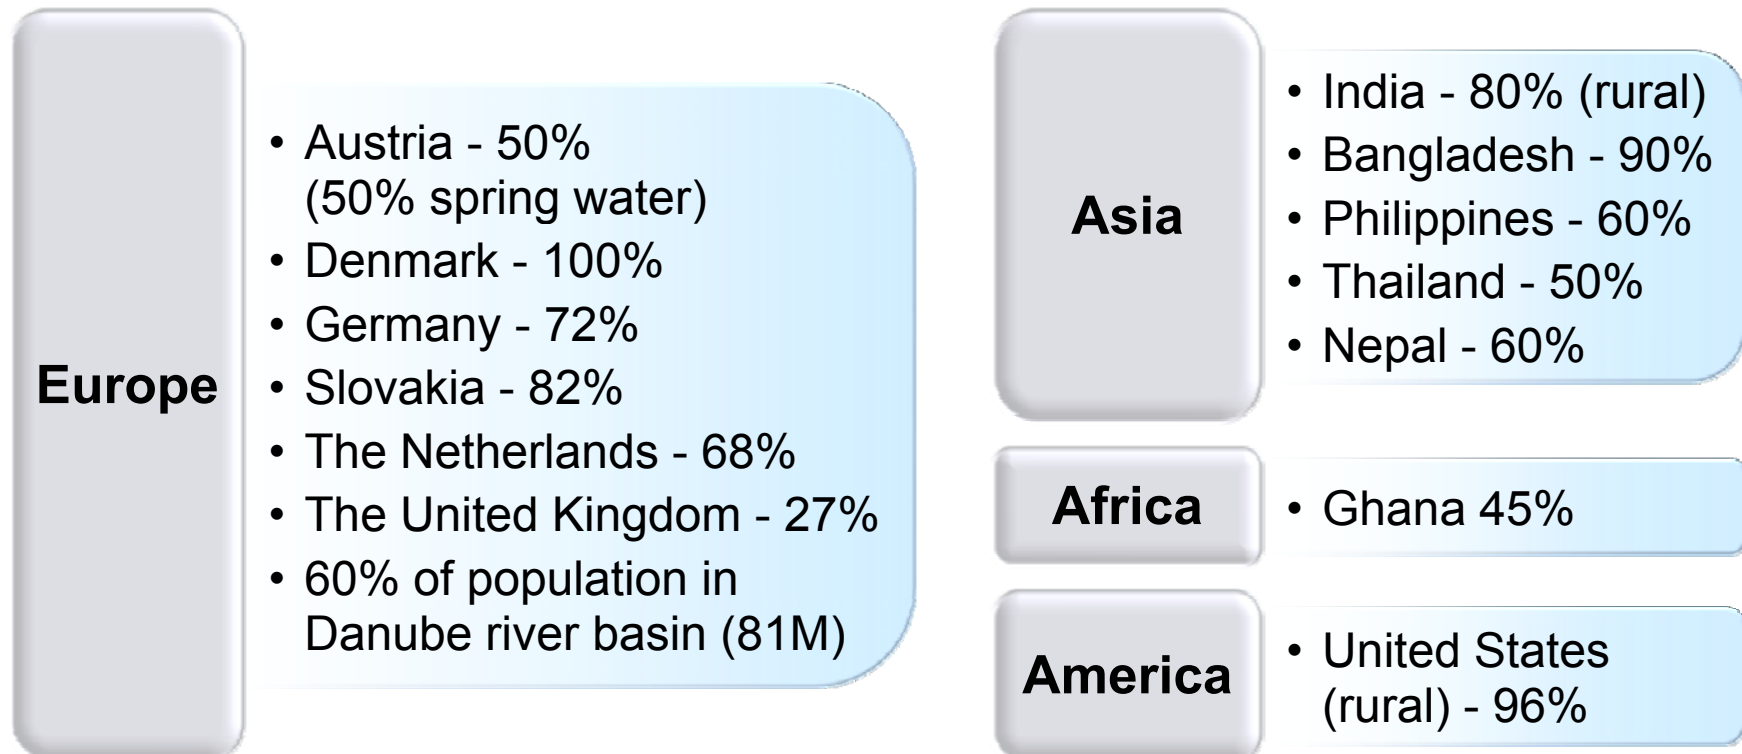 Europe
• Austria - 50%
(50% spring water)
• Denmark - 100%
• Germany - 72%
• Slovakia - 82%
• The Netherlands - 68%
• The United Kingdom - 27%
• 60% of population in
Danube river basin (81M)
Asia
• India - 80% (rural)
• Bangladesh - 90%
• Philippines - 60%
• Thailand - 50%
• Nepal - 60%
Africa
• Ghana 45%
America
• United States
(rural) - 96%